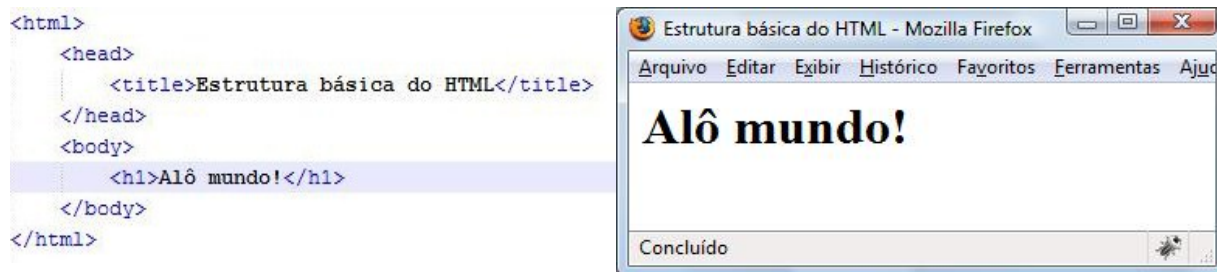 <html>
<head>
<title>Estrutura básica do HTML</title>
</head>
<body>
<h1>Alô mundo!</h1>
</body>
</html>
Estrutura básica do HTML - Mozilla Firefox
Arquivo Editar Exibir Histórico Favoritos Ferramentas
Alô mundo!
Concluído